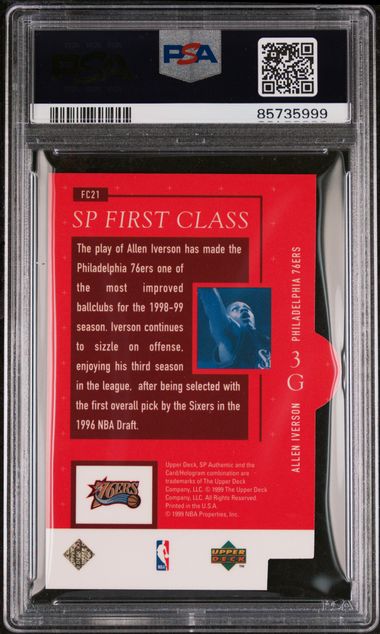 PSA
PSA
85735999
FC21
SP FIRST CLASS
The play of Allen Iverson has made the
Philadelphia 76ers one of
the most improved
ballclubs for the 1998-99
season. Iverson continues
to sizzle on offense,
enjoying his third season
in the league, after being selected with
the first overall pick by the Sixers in the
1996 NBA Draft.
ALLEN IVERSON 3 G PHILADELPHIA 76ERS
Upper Deck, SP Authentic and the
Card/Hologram combination are
trademarks of The Upper Deck
Company, LLC. © 1999 The Upper Deck
Company, LLC. All Rights Reserved.
Printed in the U.S.A.
© 1999 NBA Properties, Inc.
76ERS
NBA
UPPER
DECK
PSA